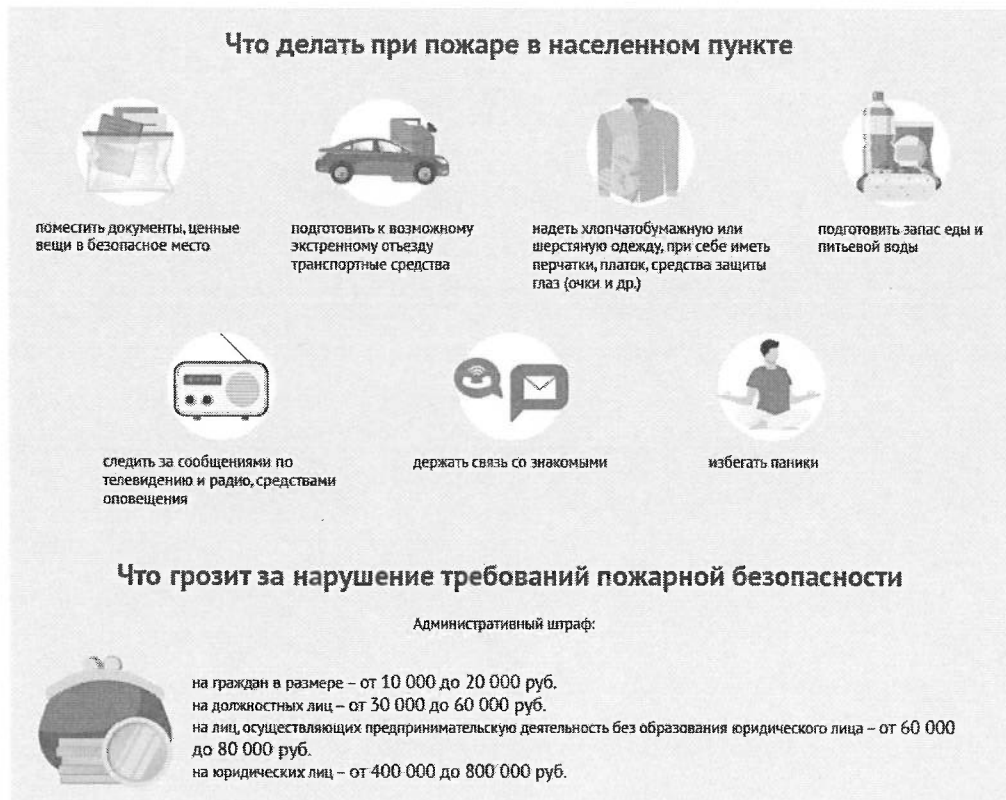 Что делать при пожаре в населенном пункте
поместить документы, ценные
вещи в безопасное место
подготовить к возможному
экстренному отъезду
транспортные средства
надеть хлопчатобумажную или
шерстяную одежду, при себе иметь
перчатки, платок, средства защиты
глаз (очки и др.)
подготовить запас еды и
питьевой воды
следить за сообщениями по
телевидению и радио, средствами
оповещения
держать связь со знакомыми
избегать паники
Что грозит за нарушение требований пожарной безопасности
Административный штраф:
на граждан в размере – от 10 000 до 20 000 руб.
на должностных лиц – от 30 000 до 60 000 руб.
на лиц, осуществляющих предпринимательскую деятельность без образования юридического лица – от 60 000
до 80 000 руб.
на юридических лиц – от 400 000 до 800 000 руб.